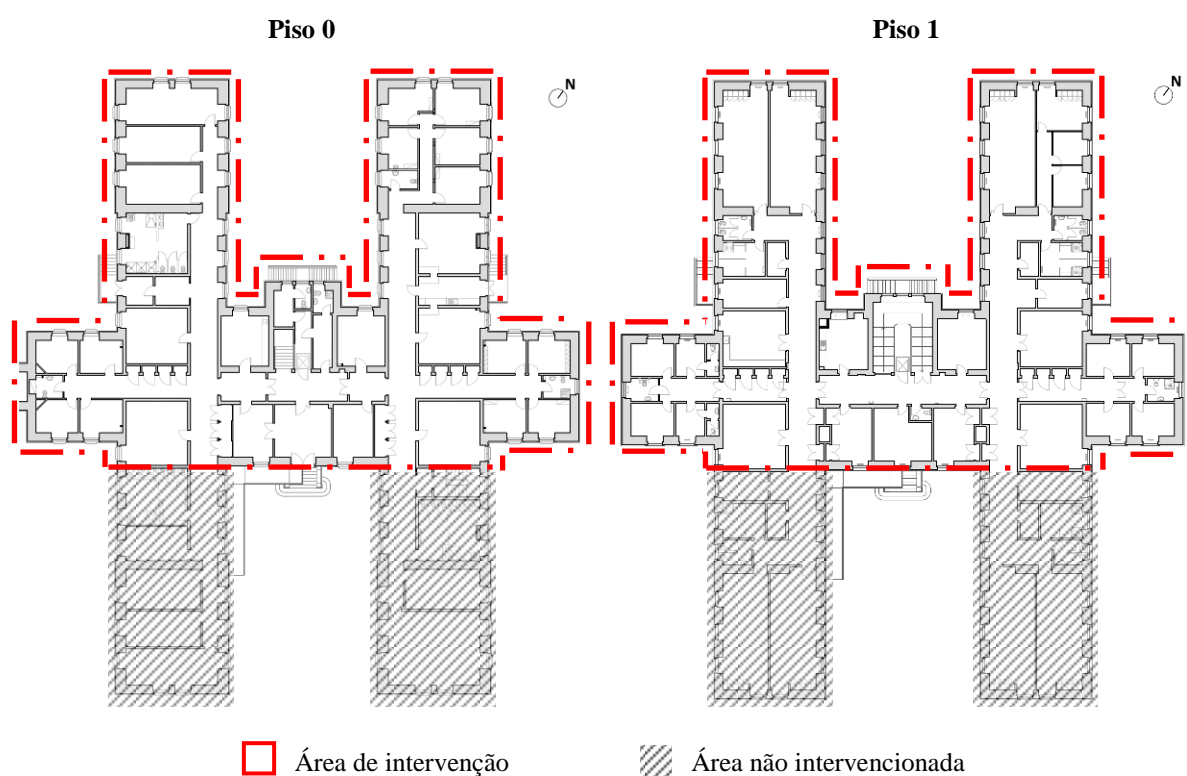 Piso 0
Piso 1
N
N
Área de intervenção
Área não intervencionada